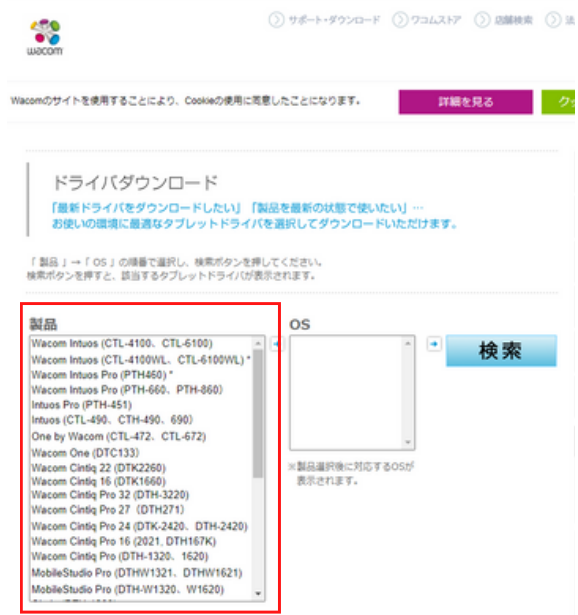 サポート・ダウンロード
ワコムストア
店舗検索
法
wacom
Wacomのサイトを使用することにより、Cookieの使用に同意したことになります。
詳細を見る
クッ
ドライバダウンロード
「最新ドライバをダウンロードしたい」「製品を最新の状態で使いたい」…
お使いの環境に最適なタブレットドライバを選択してダウンロードいただけます。
「 製品 」→「 OS 」の順番で選択し、検索ボタンを押してください。
検索ボタンを押すと、該当するタブレットドライバが表示されます。
製品
Wacom Intuos (CTL-4100、CTL-6100)
Wacom Intuos (CTL-4100WL、CTL-6100WL) *
Wacom Intuos Pro (PTH460) *
Wacom Intuos Pro (PTH-660、PTH-860)
Intuos Pro (PTH-451)
Intuos (CTL-490、CTH-490、690)
One by Wacom (CTL-472、CTL-672)
Wacom One (DTC133)
Wacom Cintiq 22 (DTK2260)
Wacom Cintiq 16 (DTK1660)
Wacom Cintiq Pro 32 (DTH-3220)
Wacom Cintiq Pro 27（DTH271)
Wacom Cintiq Pro 24 (DTK-2420、DTH-2420)
Wacom Cintiq Pro 16 (2021, DTH167K)
Wacom Cintiq Pro (DTH-1320、1620)
MobileStudio Pro (DTHW1321、DTHW1621)
MobileStudio Pro (DTH-W1320、W1620)
OS
※製品選択後に対応するOSが
表示されます。
検索